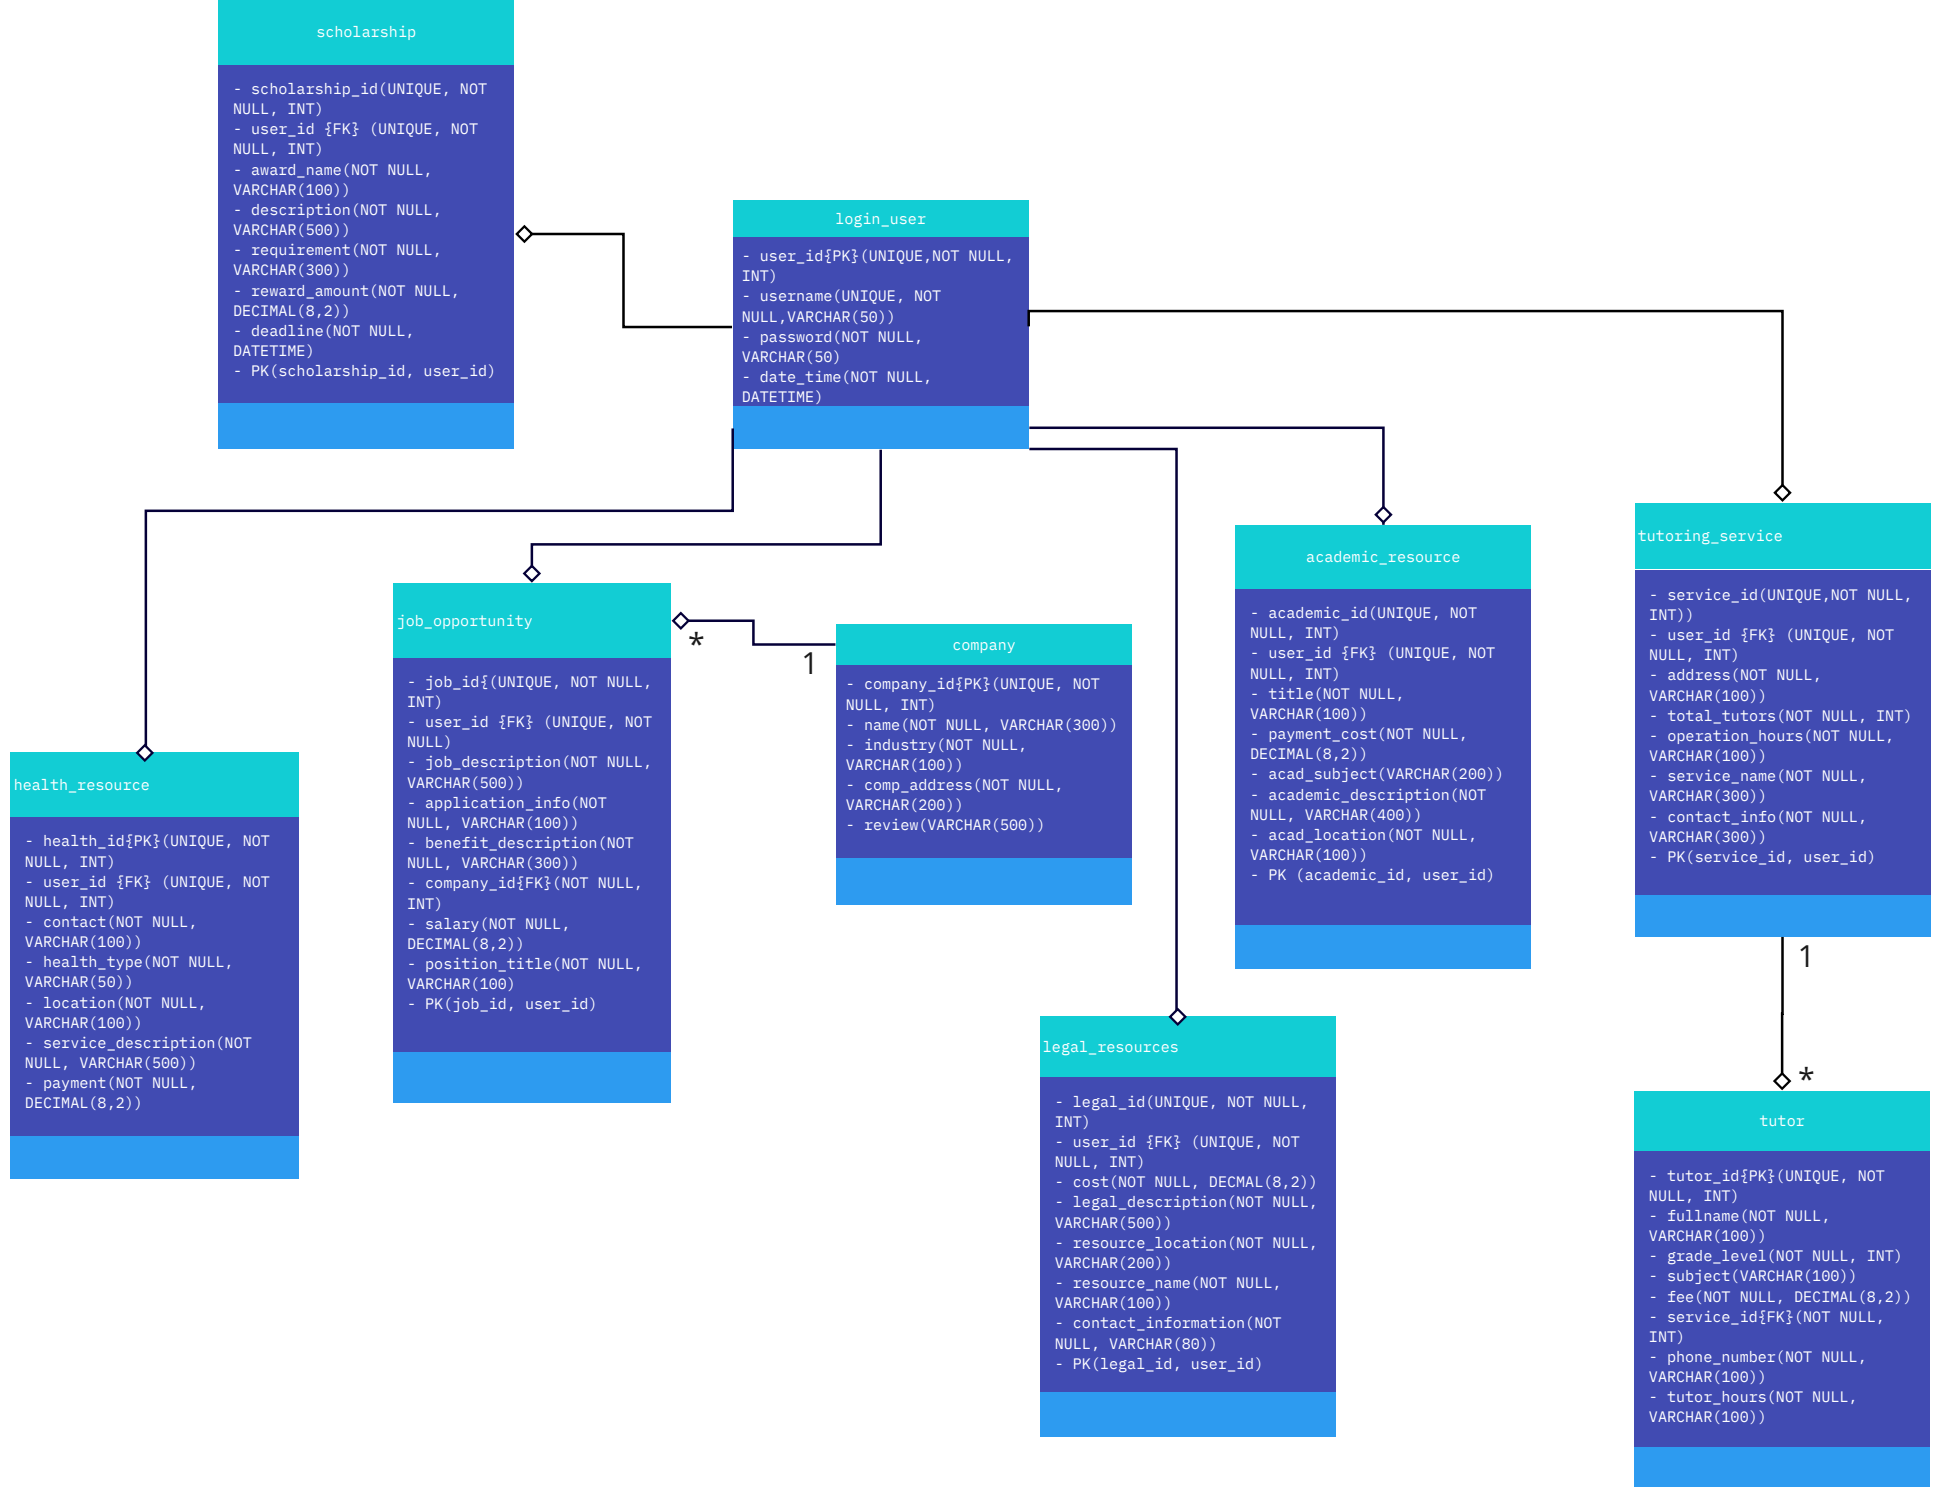 scholarship
- scholarship_id(UNIQUE, NOT
NULL, INT)
- user_id {FK} (UNIQUE, NOT
NULL, INT)
- award_name(NOT NULL,
VARCHAR(100))
- description(NOT NULL,
VARCHAR(500))
- requirement(NOT NULL,
VARCHAR(300))
- reward_amount(NOT NULL,
DECIMAL(8,2))
- deadline(NOT NULL,
DATETIME)
- PK(scholarship_id, user_id)
login_user
- user_id{PK}(UNIQUE,NOT NULL,
INT)
- username(UNIQUE, NOT
NULL,VARCHAR(50))
- password(NOT NULL,
VARCHAR(50)
- date_time(NOT NULL,
DATETIME)
health_resource
- health_id{PK}(UNIQUE, NOT
NULL, INT)
- user_id {FK} (UNIQUE, NOT
NULL, INT)
- contact(NOT NULL,
VARCHAR(100))
- health_type(NOT NULL,
VARCHAR(50))
- location(NOT NULL,
VARCHAR(100))
- service_description(NOT
NULL, VARCHAR(500))
- payment(NOT NULL,
DECIMAL(8,2))
job_opportunity
- job_id{(UNIQUE, NOT NULL,
INT)
- user_id {FK} (UNIQUE, NOT
NULL)
- job_description(NOT NULL,
VARCHAR(500))
- application_info(NOT
NULL, VARCHAR(100))
- benefit_description(NOT
NULL, VARCHAR(300))
- company_id{FK}(NOT NULL,
INT)
- salary(NOT NULL,
DECIMAL(8,2))
- position_title(NOT NULL,
VARCHAR(100)
- PK(job_id, user_id)
*
1
company
- company_id{PK}(UNIQUE, NOT
NULL, INT)
- name(NOT NULL, VARCHAR(300))
- industry(NOT NULL,
VARCHAR(100))
- comp_address(NOT NULL,
VARCHAR(200))
- review(VARCHAR(500))
legal_resources
- legal_id(UNIQUE, NOT NULL,
INT)
- user_id {FK} (UNIQUE, NOT
NULL, INT)
- cost(NOT NULL, DECMAL(8,2))
- legal_description(NOT NULL,
VARCHAR(500))
- resource_location(NOT NULL,
VARCHAR(200))
- resource_name(NOT NULL,
VARCHAR(100))
- contact_information(NOT
NULL, VARCHAR(80))
- PK(legal_id, user_id)
academic_resource
- academic_id(UNIQUE, NOT
NULL, INT)
- user_id {FK} (UNIQUE, NOT
NULL, INT)
- title(NOT NULL,
VARCHAR(100))
- payment_cost(NOT NULL,
DECIMAL(8,2))
- acad_subject(VARCHAR(200))
- academic_description(NOT
NULL, VARCHAR(400))
- acad_location(NOT NULL,
VARCHAR(100))
- PK (academic_id, user_id)
tutoring_service
- service_id(UNIQUE,NOT NULL,
INT))
- user_id {FK} (UNIQUE, NOT
NULL, INT)
- address(NOT NULL,
VARCHAR(100))
- total_tutors(NOT NULL, INT)
- operation_hours(NOT NULL,
VARCHAR(100))
- service_name(NOT NULL,
VARCHAR(300))
- contact_info(NOT NULL,
VARCHAR(300))
- PK(service_id, user_id)
1
*
tutor
- tutor_id{PK}(UNIQUE, NOT
NULL, INT)
- fullname(NOT NULL,
VARCHAR(100))
- grade_level(NOT NULL, INT)
- subject(VARCHAR(100))
- fee(NOT NULL, DECIMAL(8,2))
- service_id{FK}(NOT NULL,
INT)
- phone_number(NOT NULL,
VARCHAR(100))
- tutor_hours(NOT NULL,
VARCHAR(100))